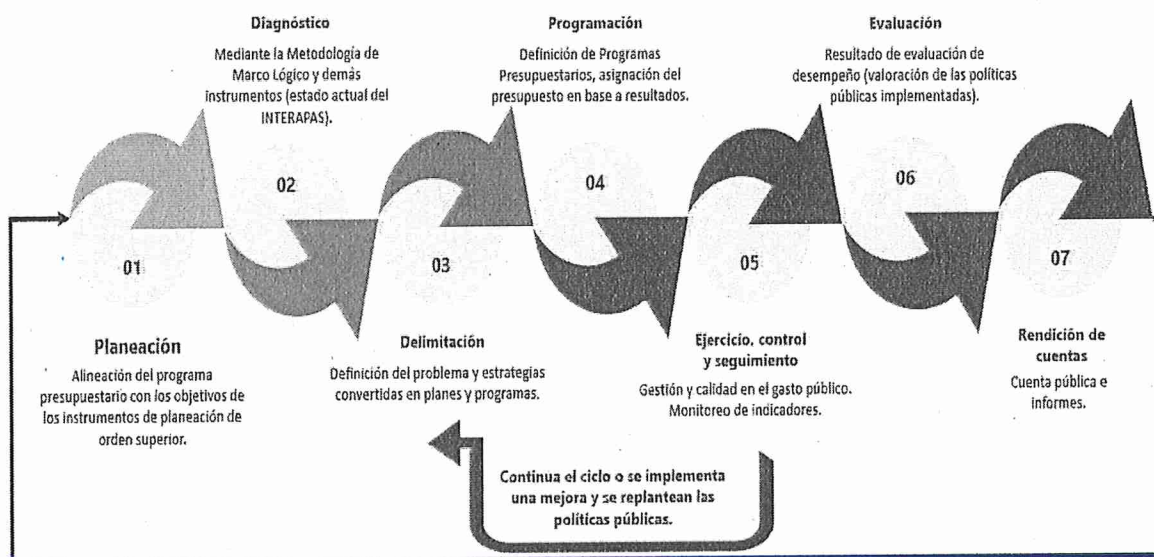 Diagnóstico
Mediante la Metodología de
Marco Lógico y demás
instrumentos (estado actual del
INTERAPAS).
Programación
Definición de Programas
Presupuestarios, asignación del
presupuesto en base a resultados.
Evaluación
Resultado de evaluación de
desempeño (valoración de las políticas
públicas implementadas).
01
02
03
04
05
06
07
Planeación
Alineación del programa
presupuestario con los objetivos de
los instrumentos de planeación de
orden superior.
Delimitación
Definición del problema y estrategias
convertidas en planes y programas.
Ejercicio, control
y seguimiento
Gestión y calidad en el gasto público.
Monitoreo de indicadores.
Rendición de
cuentas
Cuenta pública e
informes.
Continua el ciclo o se implementa
una mejora y se replantean las
políticas públicas.